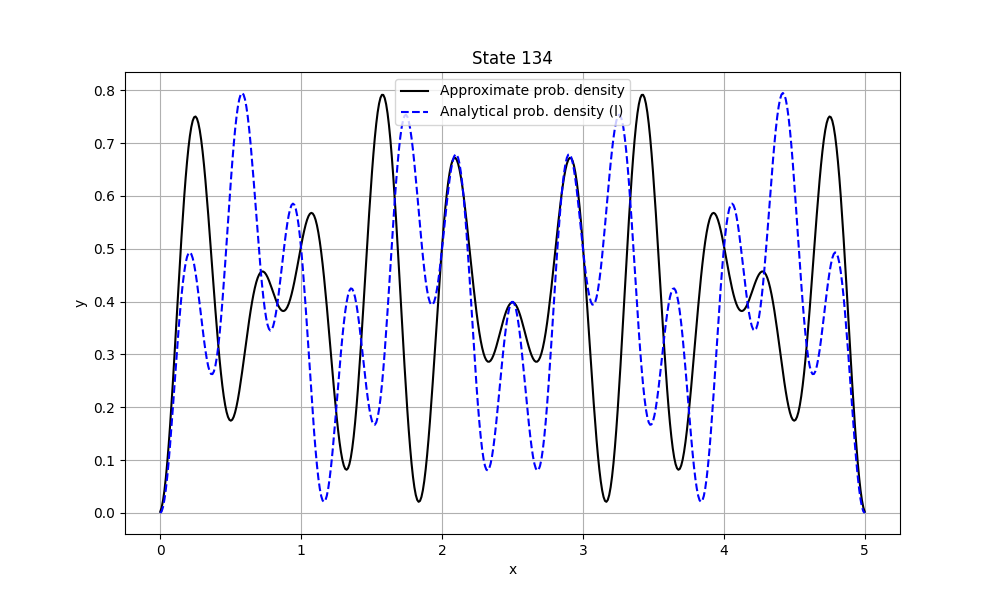 State 134
Approximate prob. density
Analytical prob. density (l)
y
0.8
0.7
0.6
0.5
0.4
0.3
0.2
0.1
0.0
0 1 2 3 4 5
x